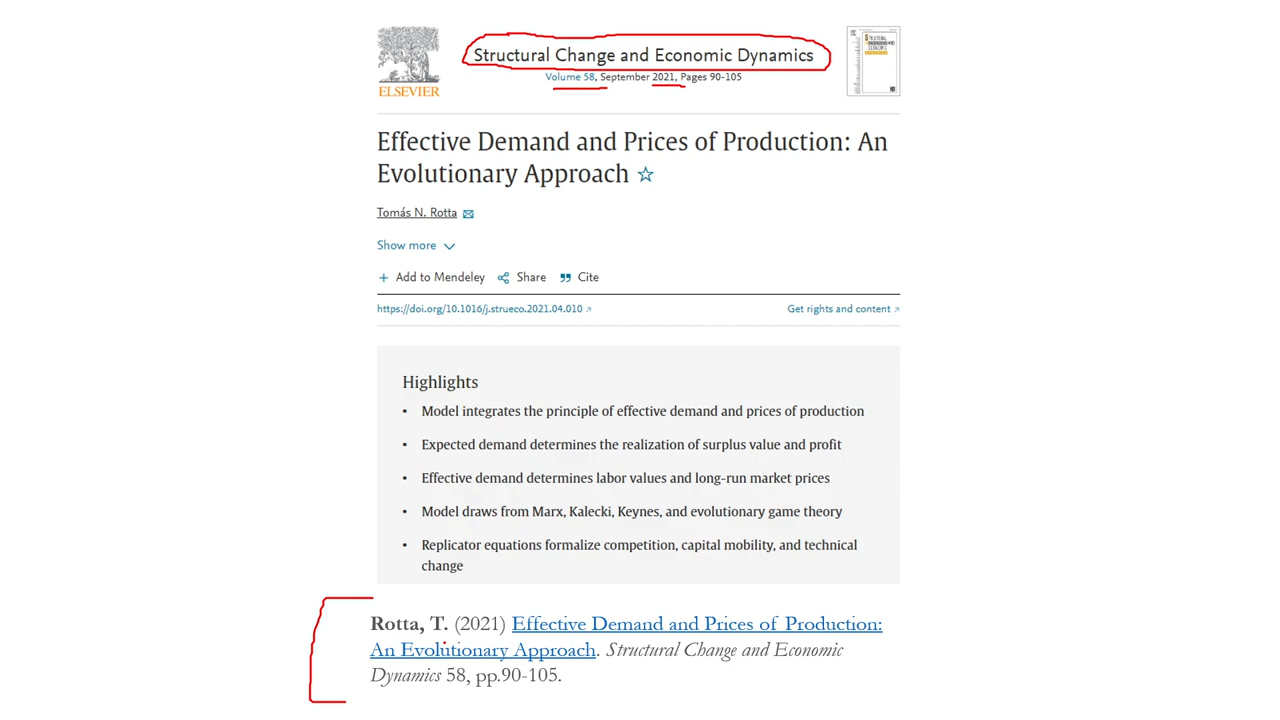 ELSEVIER
Structural Change and Economic Dynamics
Volume 58, September 2021, Pages 90-105
Effective Demand and Prices of Production: An
Evolutionary Approach ☆
Tomás N. Rotta
Show more
+ Add to Mendeley Share Cite
https://doi.org/10.1016/j.strueco.2021.04.010 ↗ Get rights and content ↗
Highlights
• Model integrates the principle of effective demand and prices of production
• Expected demand determines the realization of surplus value and profit
• Effective demand determines labor values and long-run market prices
• Model draws from Marx, Kalecki, Keynes, and evolutionary game theory
• Replicator equations formalize competition, capital mobility, and technical
change
Rotta, T. (2021) Effective Demand and Prices of Production:
An Evolutionary Approach. Structural Change and Economic
Dynamics 58, pp.90-105.